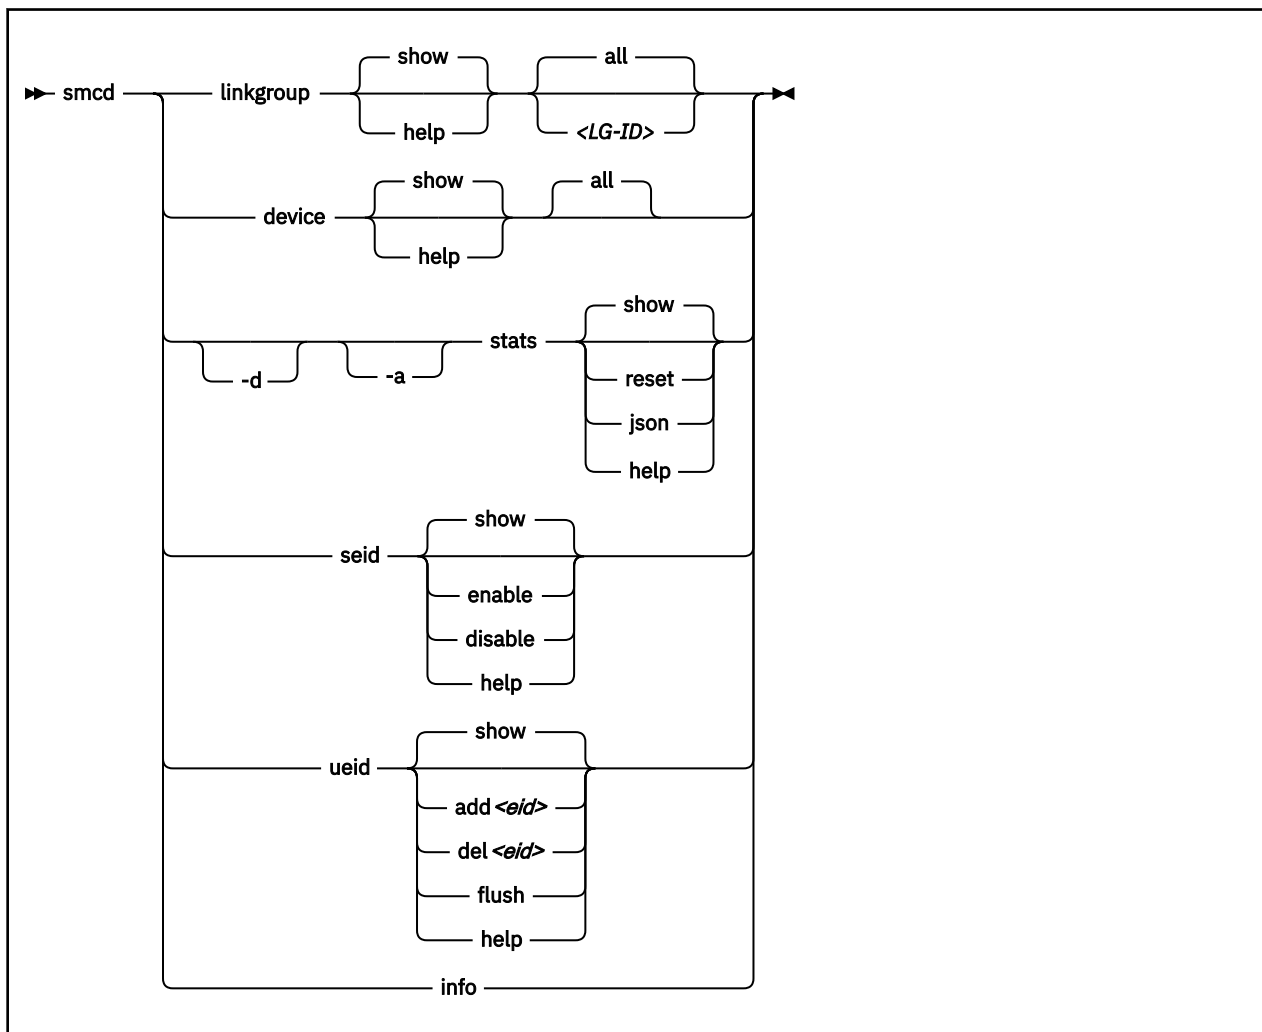 show all
smcd linkgroup
help <LG-ID>
show all
device
help
show
stats
-d -a reset
json
help
show
seid
enable
disable
help
show
ueid
add <eid>
del <eid>
flush
help
info